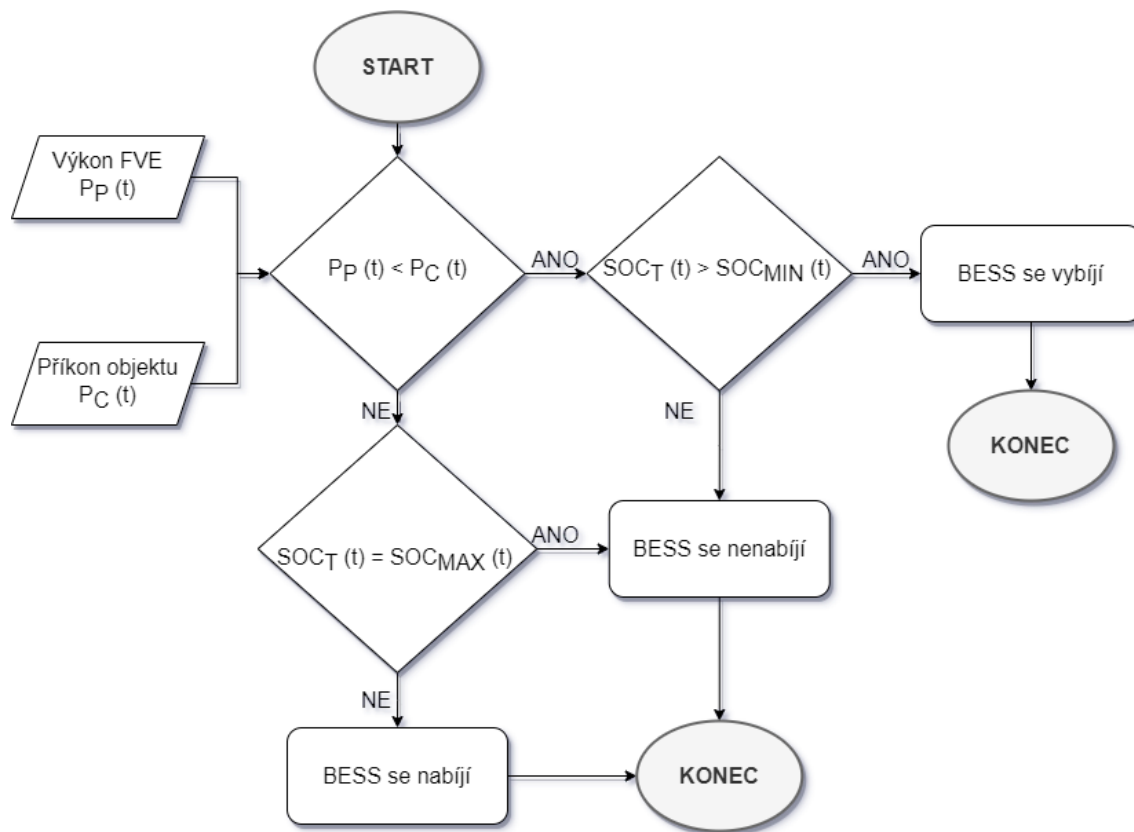 START
Výkon FVE
PP (t)
Příkon objektu
PC (t)
PP (t) < PC (t)
ANO
SOCT (t) > SOCMIN (t)
ANO
BESS se vybíjí
KONEC
NE
NE
SOCT (t) = SOCMAX (t)
ANO
BESS se nenabíjí
NE
BESS se nabíjí
KONEC